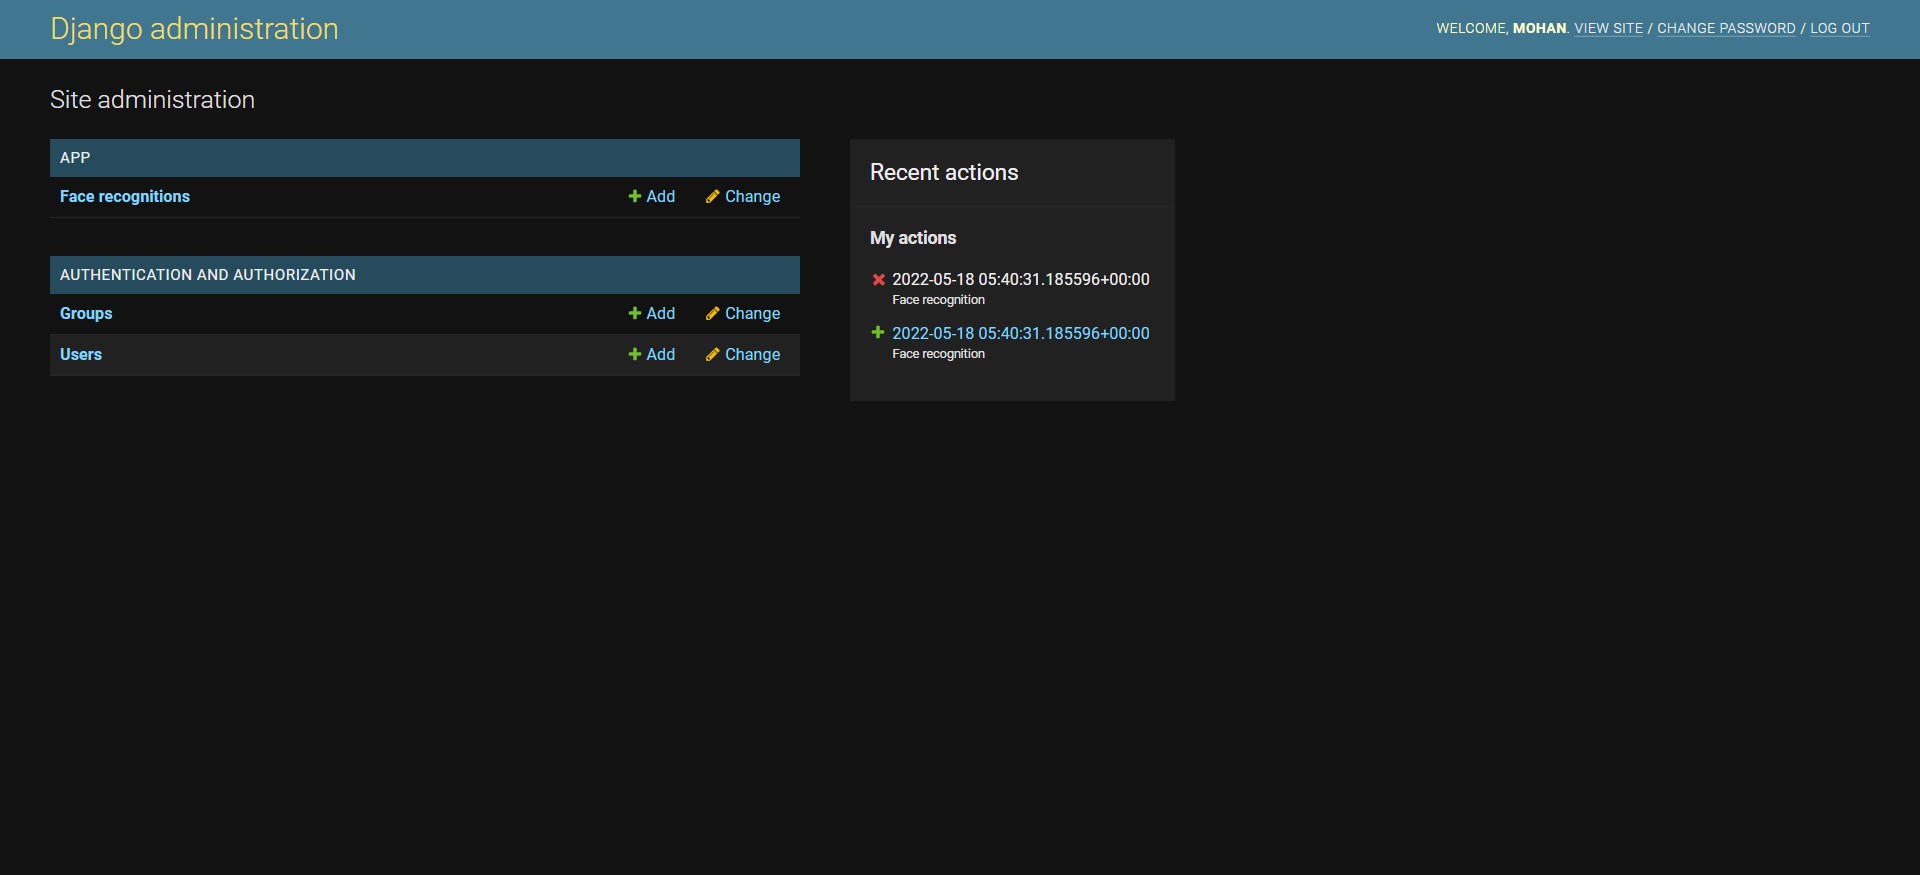 Django administration
WELCOME, MOHAN. VIEW SITE / CHANGE PASSWORD / LOG OUT
Site administration
APP
Face recognitions Add Change
AUTHENTICATION AND AUTHORIZATION
Groups Add Change
Users Add Change
Recent actions
My actions
2022-05-18 05:40:31.185596+00:00
Face recognition
2022-05-18 05:40:31.185596+00:00
Face recognition